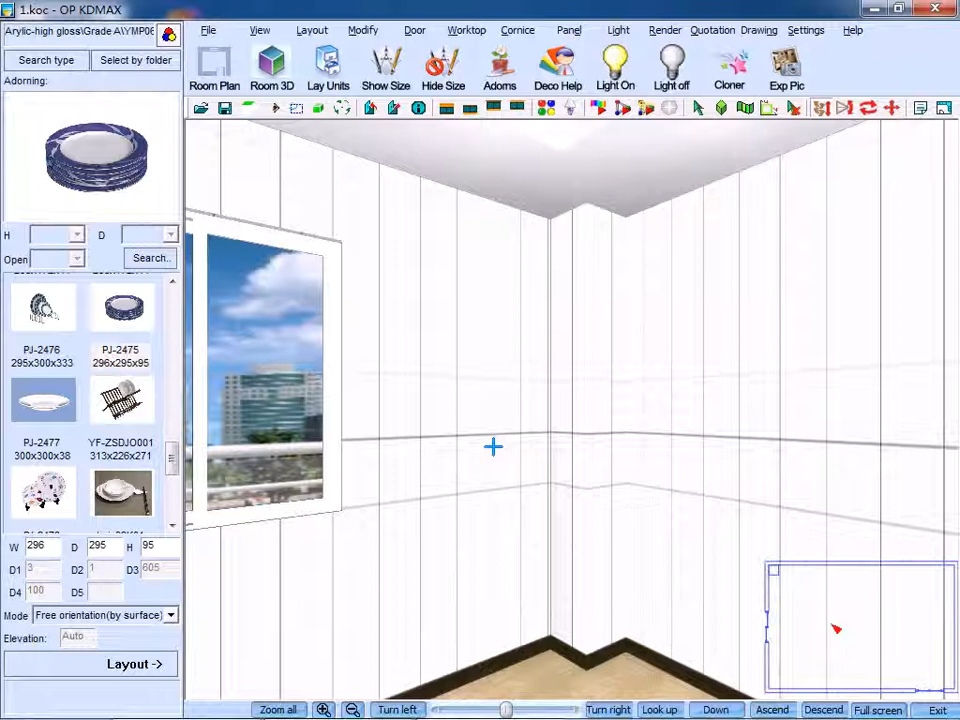 1.koc - OP KDMAX
Arylic-high gloss\Grade A\YMP06
File View Layout Modify Door Worktop Cornice Panel Light Render Quotation Drawing Settings Help
Search type Select by folder
Room Plan Room 3D Lay Units Show Size Hide Size Adorns Deco Help Light On Light off Cloner Exp Pic
Adorning:
H D
Open Search..
PJ-2476 PJ-2475
295x300x333 296x295x95
PJ-2477 YF-ZSDJO001
300x300x38 313x226x271
W 296 D 295 H 95
D1 3 D2 1 D3 605
D4 100 D5
Mode Free orientation(by surface)
Elevation: Auto
Layout ->
Zoom all Turn left Turn right Look up Down Ascend Descend Full screen Exit